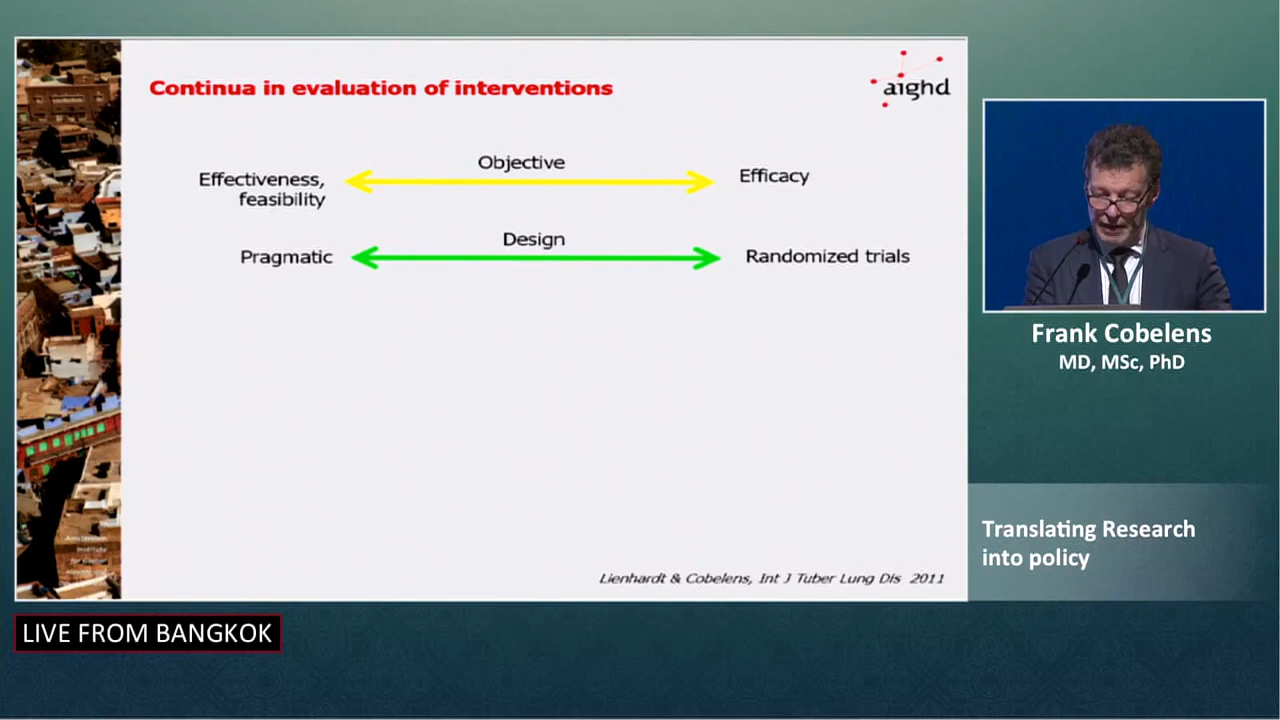 Continua in evaluation of interventions
aighd
Objective
Effectiveness,
feasibility
Efficacy
Design
Pragmatic
Randomized trials
Lienhardt & Cobelens, Int J Tuber Lung Dis 2011
Frank Cobelens
MD, MSc, PhD
Translating Research
into policy
LIVE FROM BANGKOK